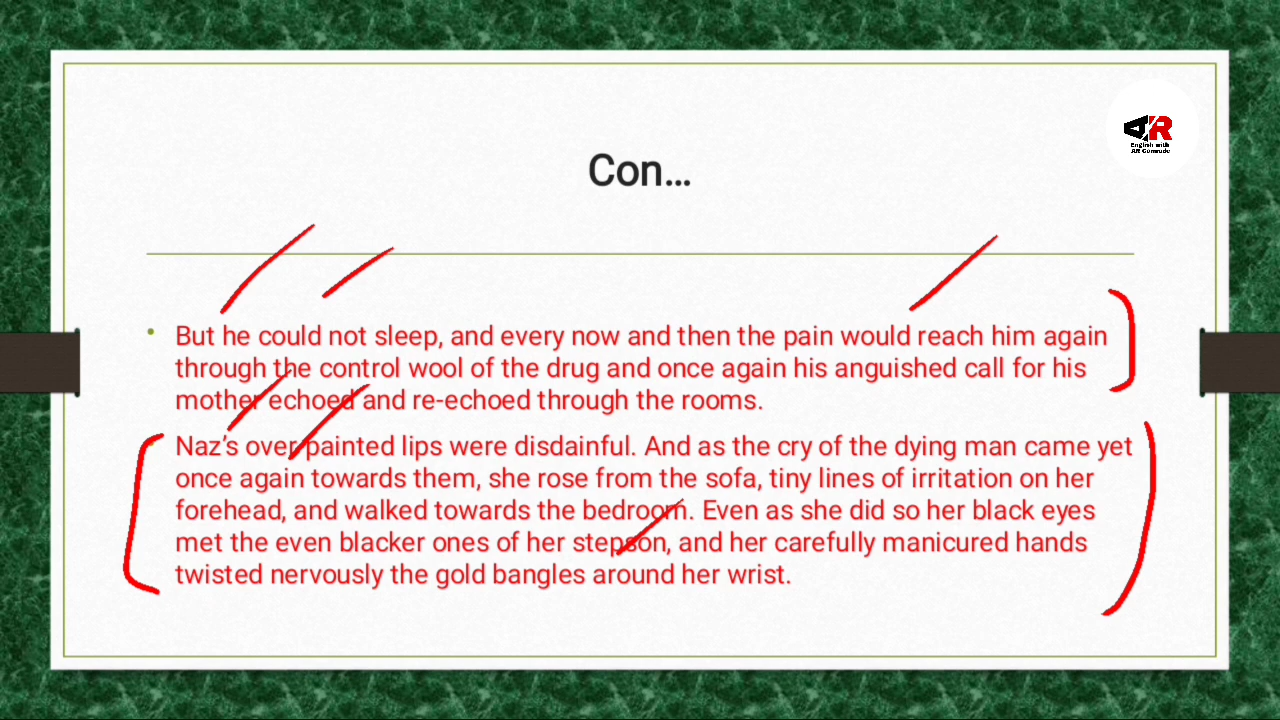 AR
English with
AR Comrade
Con...
But he could not sleep, and every now and then the pain would reach him again
through the control wool of the drug and once again his anguished call for his
mother echoed and re-echoed through the rooms.
Naz's over painted lips were disdainful. And as the cry of the dying man came yet
once again towards them, she rose from the sofa, tiny lines of irritation on her
forehead, and walked towards the bedroom. Even as she did so her black eyes
met the even blacker ones of her stepson, and her carefully manicured hands
twisted nervously the gold bangles around her wrist.